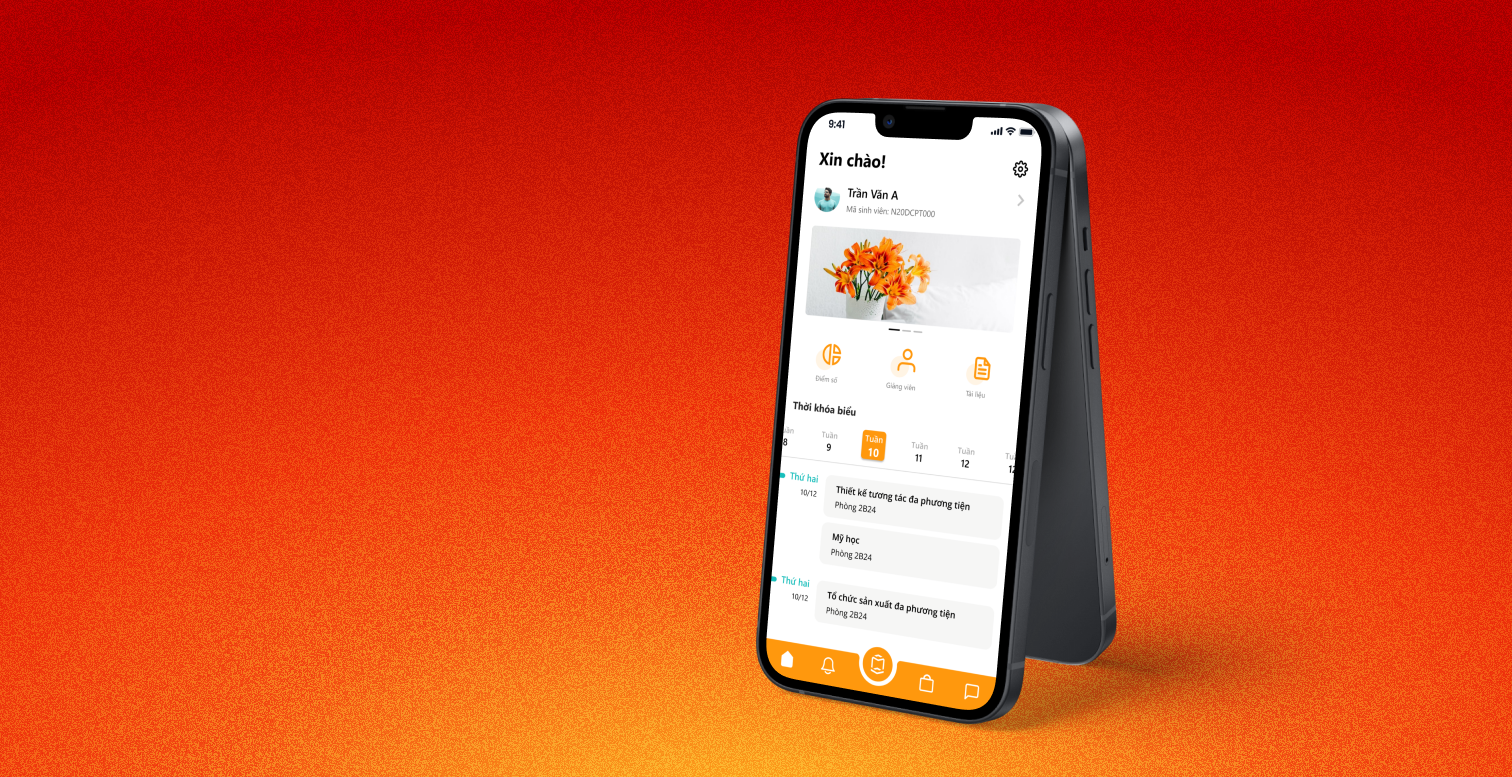 9:41
Xin chào!
Trần Văn A
Mã sinh viên: N20DCPT000
Điểm số
Giảng viên
Tài liệu
Thời khóa biểu
Tuần Tuần Tuần Tuần
8 9 10 11 12 12
Thứ hai
10/12
Thiết kế tương tác đa phương tiện
Phòng 2B24
Mỹ học
Phòng 2B24
Thứ hai
10/12
Tổ chức sản xuất đa phương tiện
Phòng 2B24